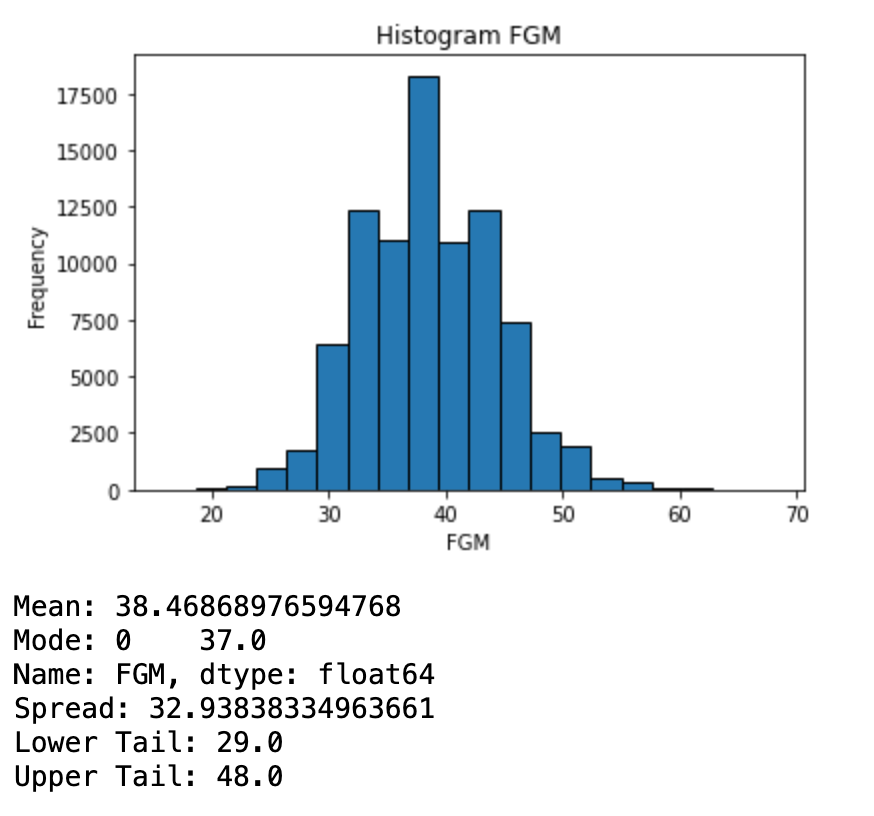 Histogram FGM
17500
15000
12500
10000
7500
5000
2500
0
Frequency
20 30 40 50 60 70
FGM
Mean: 38.46868976594768
Mode: 0    37.0
Name: FGM, dtype: float64
Spread: 32.93838334963661
Lower Tail: 29.0
Upper Tail: 48.0